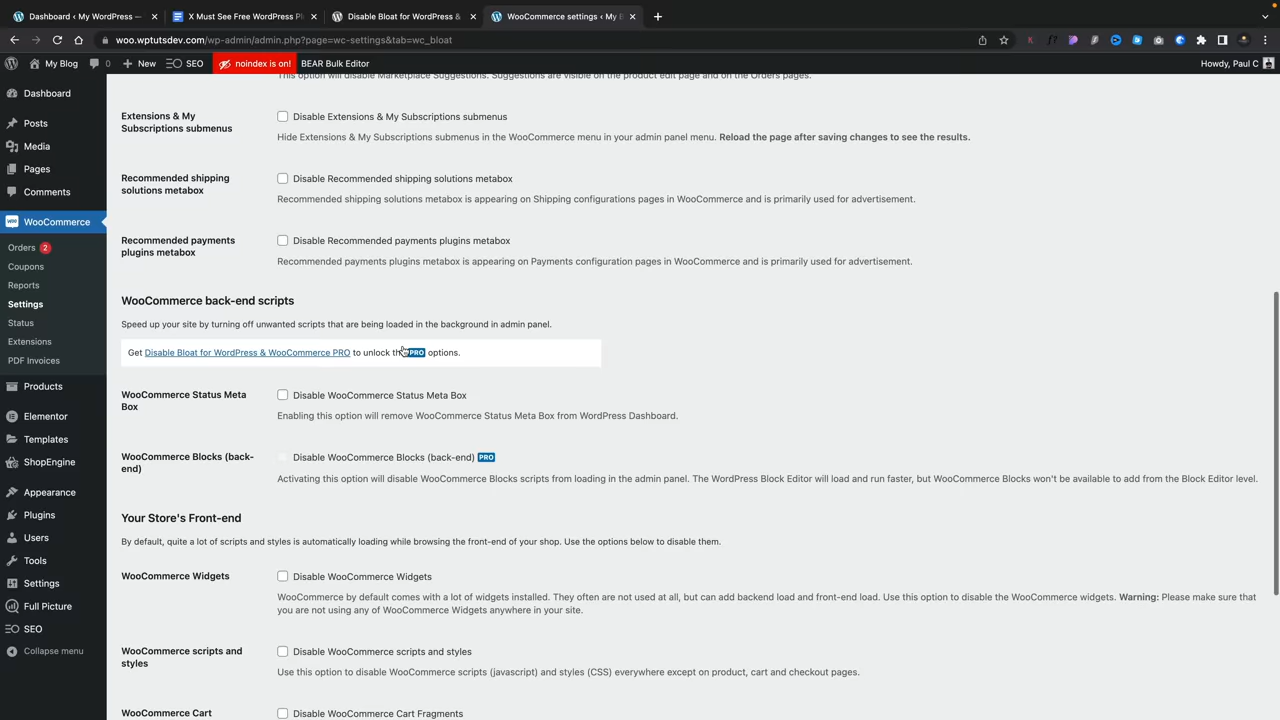 Dashboard ‹ My WordPress —
X Must See Free WordPress Pl
Disable Bloat for WordPress &
WooCommerce settings ‹ My B
woo.wptutsdev.com/wp-admin/admin.php?page=wc-settings&tab=wc_bloat
My Blog
0
New
SEO
noindex is on!
BEAR Bulk Editor
Howdy, Paul C
Dashboard
Posts
Media
Pages
Comments
WooCommerce
Orders 2
Coupons
Reports
Settings
Status
Extensions
PDF Invoices
Products
Elementor
Templates
ShopEngine
Appearance
Plugins
Users
Tools
Settings
Full Picture
SEO
Collapse menu
This option will disable Marketplace Suggestions. Suggestions are visible on the product edit page and on the Orders pages.
Extensions & My
Subscriptions submenus
Disable Extensions & My Subscriptions submenus
Hide Extensions & My Subscriptions submenus in the WooCommerce menu in your admin panel menu. Reload the page after saving changes to see the results.
Recommended shipping
solutions metabox
Disable Recommended shipping solutions metabox
Recommended shipping solutions metabox is appearing on Shipping configurations pages in WooCommerce and is primarily used for advertisement.
Recommended payments
plugins metabox
Disable Recommended payments plugins metabox
Recommended payments plugins metabox is appearing on Payments configuration pages in WooCommerce and is primarily used for advertisement.
WooCommerce back-end scripts
Speed up your site by turning off unwanted scripts that are being loaded in the background in admin panel.
Get Disable Bloat for WordPress & WooCommerce PRO to unlock the PRO options.
WooCommerce Status Meta
Box
Disable WooCommerce Status Meta Box
Enabling this option will remove WooCommerce Status Meta Box from WordPress Dashboard.
WooCommerce Blocks (back-
end)
Disable WooCommerce Blocks (back-end) PRO
Activating this option will disable WooCommerce Blocks scripts from loading in the admin panel. The WordPress Block Editor will load and run faster, but WooCommerce Blocks won't be available to add from the Block Editor level.
Your Store's Front-end
By default, quite a lot of scripts and styles is automatically loading while browsing the front-end of your shop. Use the options below to disable them.
WooCommerce Widgets
Disable WooCommerce Widgets
WooCommerce by default comes with a lot of widgets installed. They often are not used at all, but can add backend load and front-end load. Use this option to disable the WooCommerce widgets. Warning: Please make sure that
you are not using any of WooCommerce Widgets anywhere in your site.
WooCommerce scripts and
styles
Disable WooCommerce scripts and styles
Use this option to disable WooCommerce scripts (javascript) and styles (CSS) everywhere except on product, cart and checkout pages.
WooCommerce Cart
Disable WooCommerce Cart Fragments